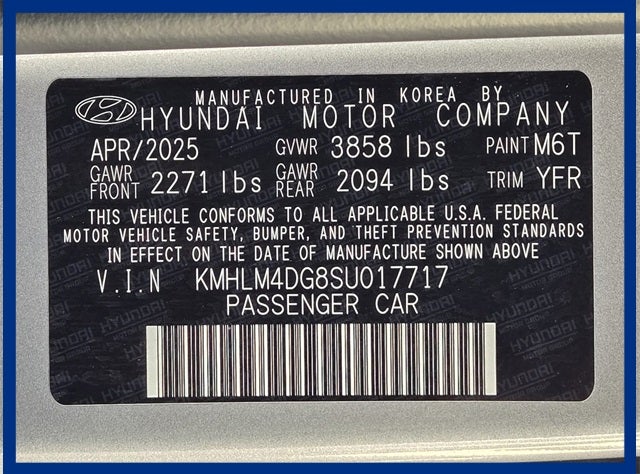 MANUFACTURED IN KOREA BY
HYUNDAI MOTOR COMPANY
APR/2025 GVWR 3858 lbs PAINT M6T
GAWR FRONT 2271 lbs GAWR REAR 2094 lbs TRIM YFR
THIS VEHICLE CONFORMS TO ALL APPLICABLE U.S.A. FEDERAL
MOTOR VEHICLE SAFETY, BUMPER, AND THEFT PREVENTION STANDARDS
IN EFFECT ON THE DATE OF MANUFACTURE SHOWN ABOVE
V.I.N KMHLM4DG8SU017717
PASSENGER CAR